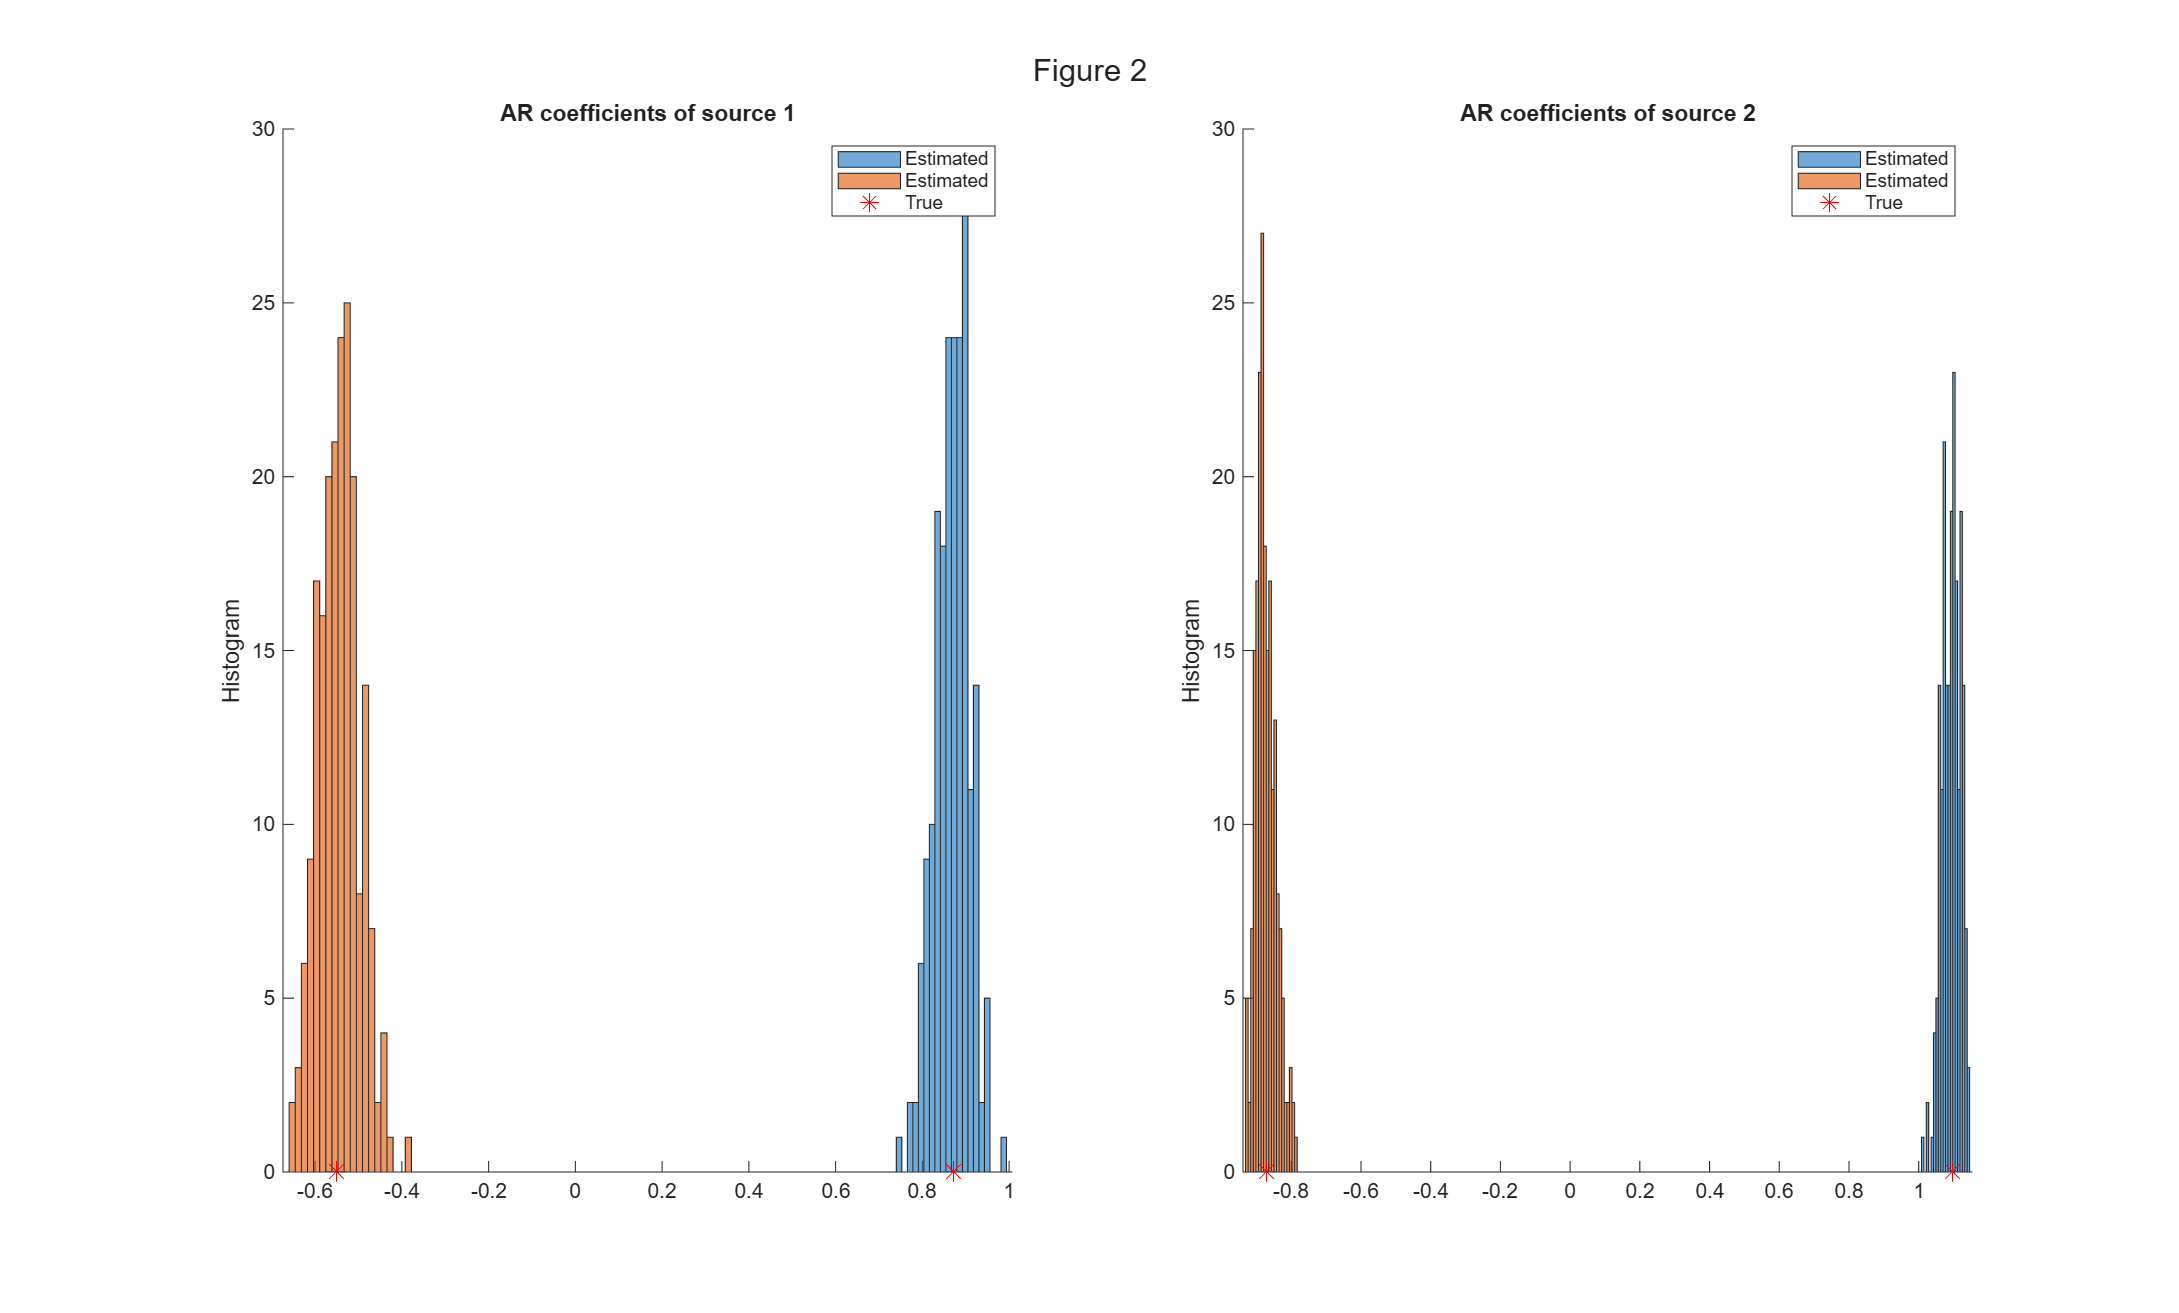 Figure 2
AR coefficients of source 1
30
25
20
15
10
5
0
Histogram
-0.6 -0.4 -0.2 0 0.2 0.4 0.6 0.8 1
Estimated
Estimated
True
AR coefficients of source 2
30
25
20
15
10
5
0
Histogram
-0.8 -0.6 -0.4 -0.2 0 0.2 0.4 0.6 0.8 1
Estimated
Estimated
True